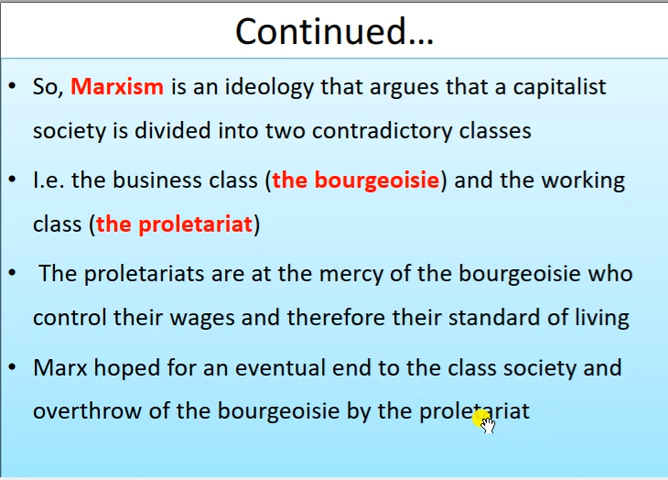 Continued...
• So, Marxism is an ideology that argues that a capitalist
society is divided into two contradictory classes
• I.e. the business class (the bourgeoisie) and the working
class (the proletariat)
• The proletariats are at the mercy of the bourgeoisie who
control their wages and therefore their standard of living
• Marx hoped for an eventual end to the class society and
overthrow of the bourgeoisie by the proletariat